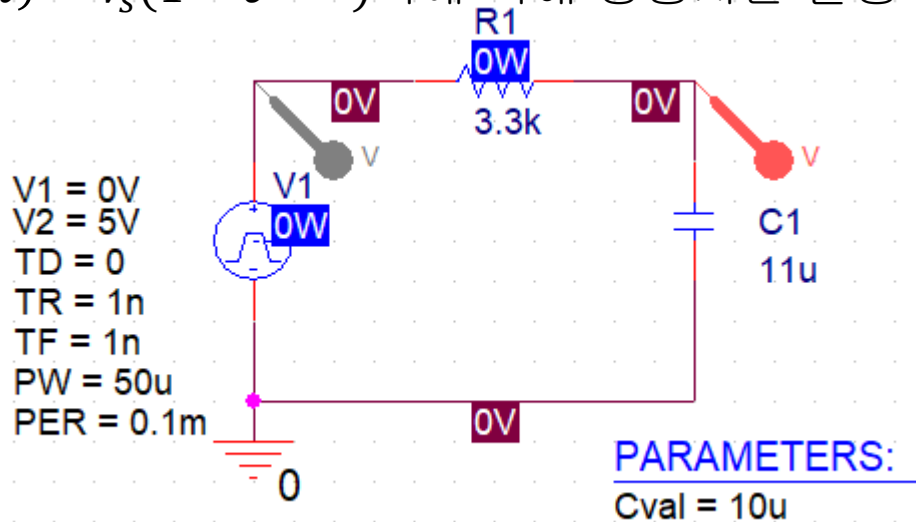 R1
0W
0V
0V
3.3k
V
V
V1
0W
V1 = 0V
V2 = 5V
TD = 0
TR = 1n
TF = 1n
PW = 50u
PER = 0.1m
C1
11u
0V
0
PARAMETERS:
Cval = 10u